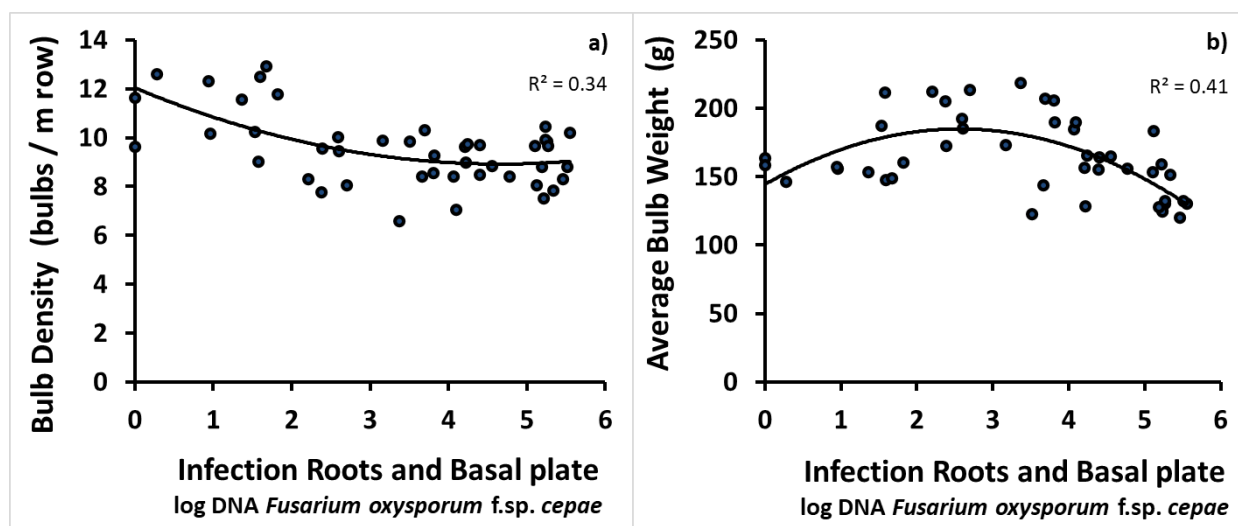 a)
R² = 0.34
Bulb Density (bulbs / m row)
14
12
10
8
6
4
2
0
0 1 2 3 4 5 6
Infection Roots and Basal plate
log DNA Fusarium oxysporum f.sp. cepae
b)
R² = 0.41
Average Bulb Weight (g)
250
200
150
100
50
0
0 1 2 3 4 5 6
Infection Roots and Basal plate
log DNA Fusarium oxysporum f.sp. cepae